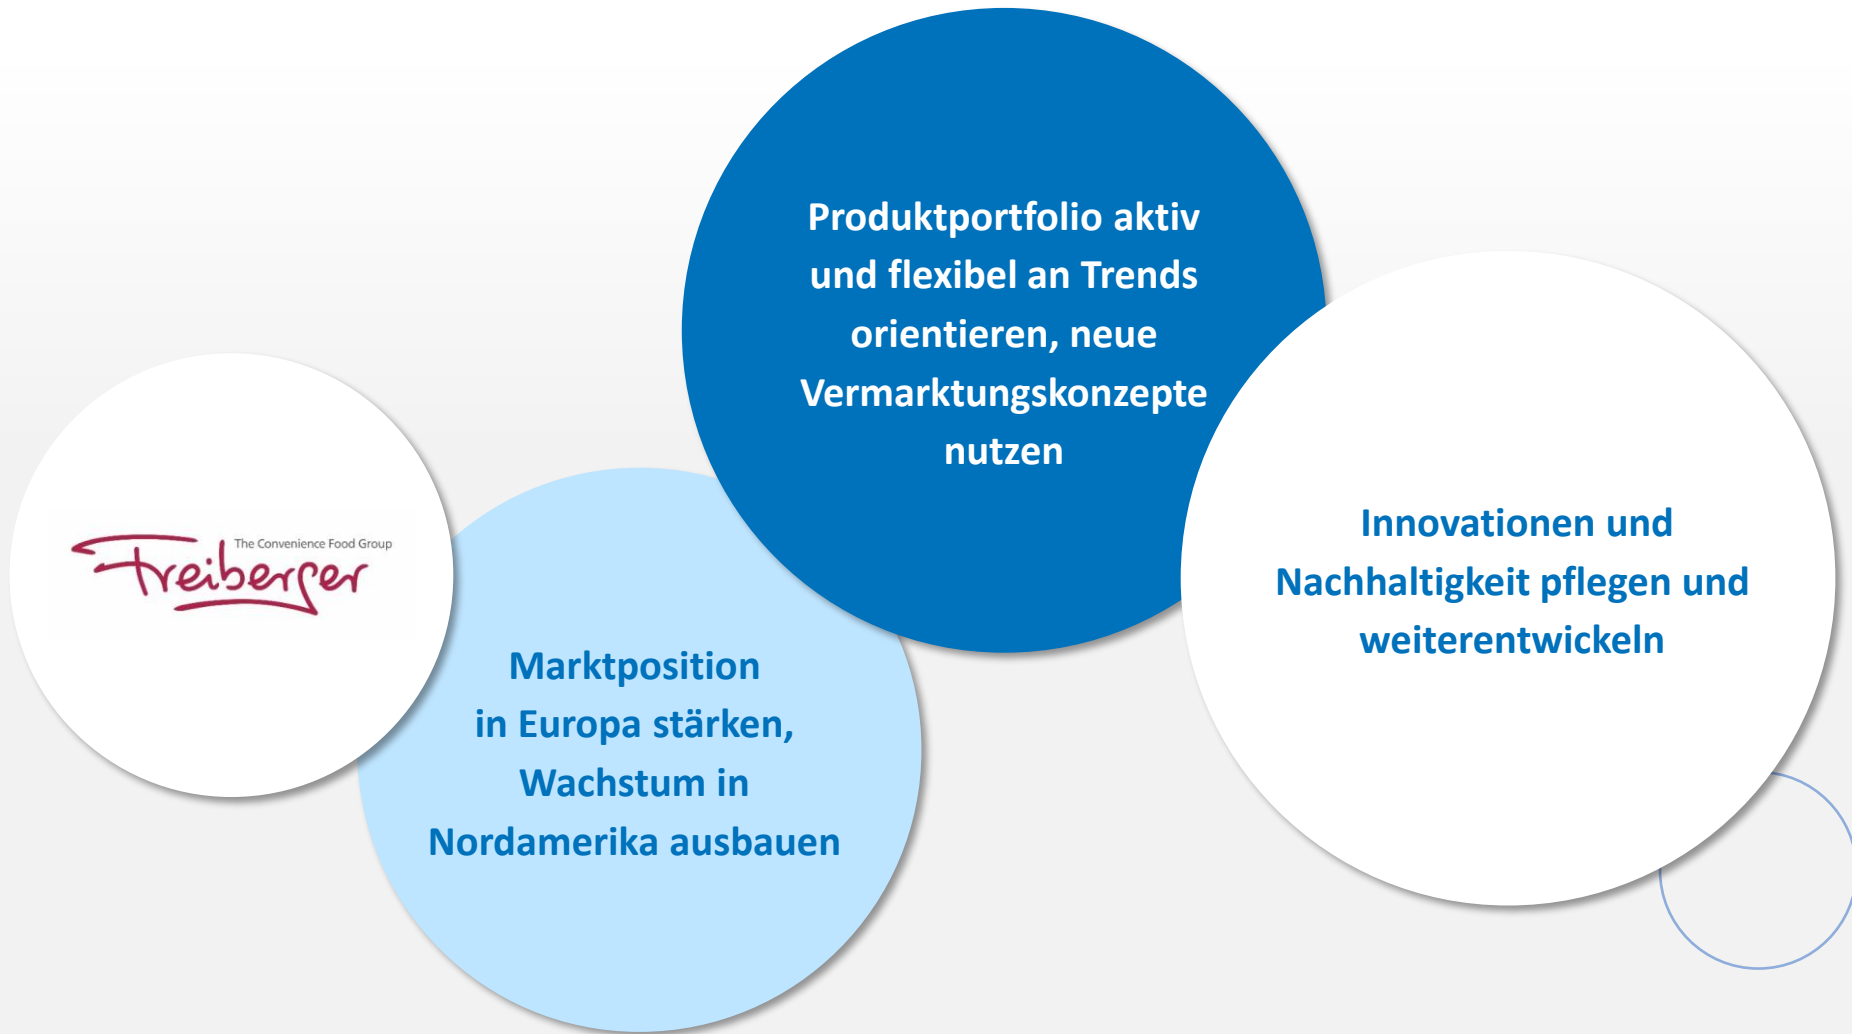 The Convenience Food Group
Freiberger
Marktposition
in Europa stärken,
Wachstum in
Nordamerika ausbauen
Produktportfolio aktiv
und flexibel an Trends
orientieren, neue
Vermarktungskonzepte
nutzen
Innovationen und
Nachhaltigkeit pflegen und
weiterentwickeln